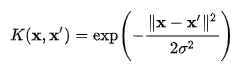 K(x, x′) = exp(−‖x − x′‖² / 2σ²)